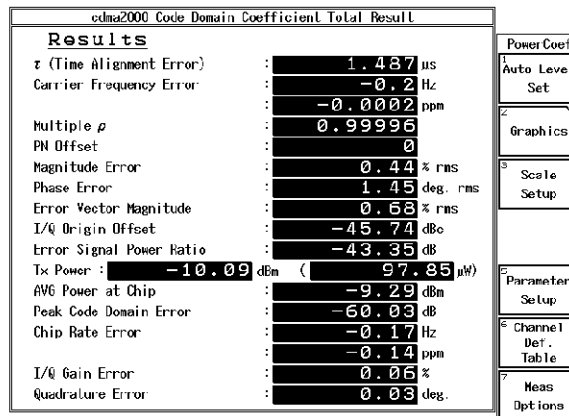 cdma2000 Code Domain Coefficient Total Result
Results
τ (Time Alignment Error) : 1.487 µs
Carrier Frequency Error : -0.2 Hz
: -0.0002 ppm
Multiple ρ : 0.99996
PN Offset : 0
Magnitude Error : 0.44 % rms
Phase Error : 1.45 deg. rms
Error Vector Magnitude : 0.68 % rms
I/Q Origin Offset : -45.74 dBc
Error Signal Power Ratio : -43.35 dB
Tx Power : -10.09 dBm ( 97.85 µW)
AVG Power at Chip : -9.29 dBm
Peak Code Domain Error : -60.03 dB
Chip Rate Error : -0.17 Hz
: -0.14 ppm
I/Q Gain Error : 0.06 %
Quadrature Error : 0.03 deg.
PowerCoef
1
Auto Leve
Set
2
Graphics
3
Scale
Setup
5
Parameter
Setup
6 Channel
Def.
Table
7
Meas
Options